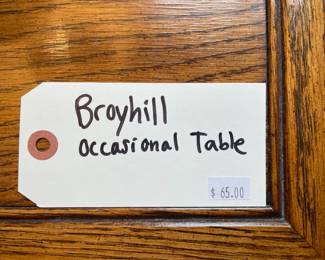 Broyhill
Occasional Table
$ 65.00